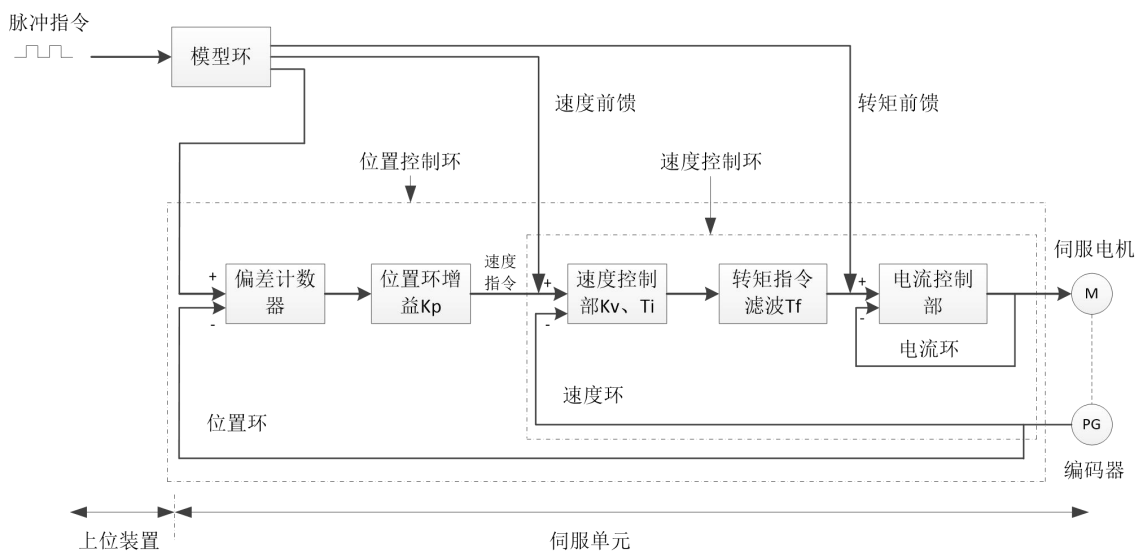 脉冲指令
模型环
速度前馈
转矩前馈
位置控制环
速度控制环
伺服电机
+
偏差计数
器
-
位置环增
益Kp
速度
指令
+
速度控制
部Kv、Ti
-
转矩指令
滤波Tf
+
电流控制
部
-
M
电流环
速度环
位置环
PG
编码器
上位装置
伺服单元